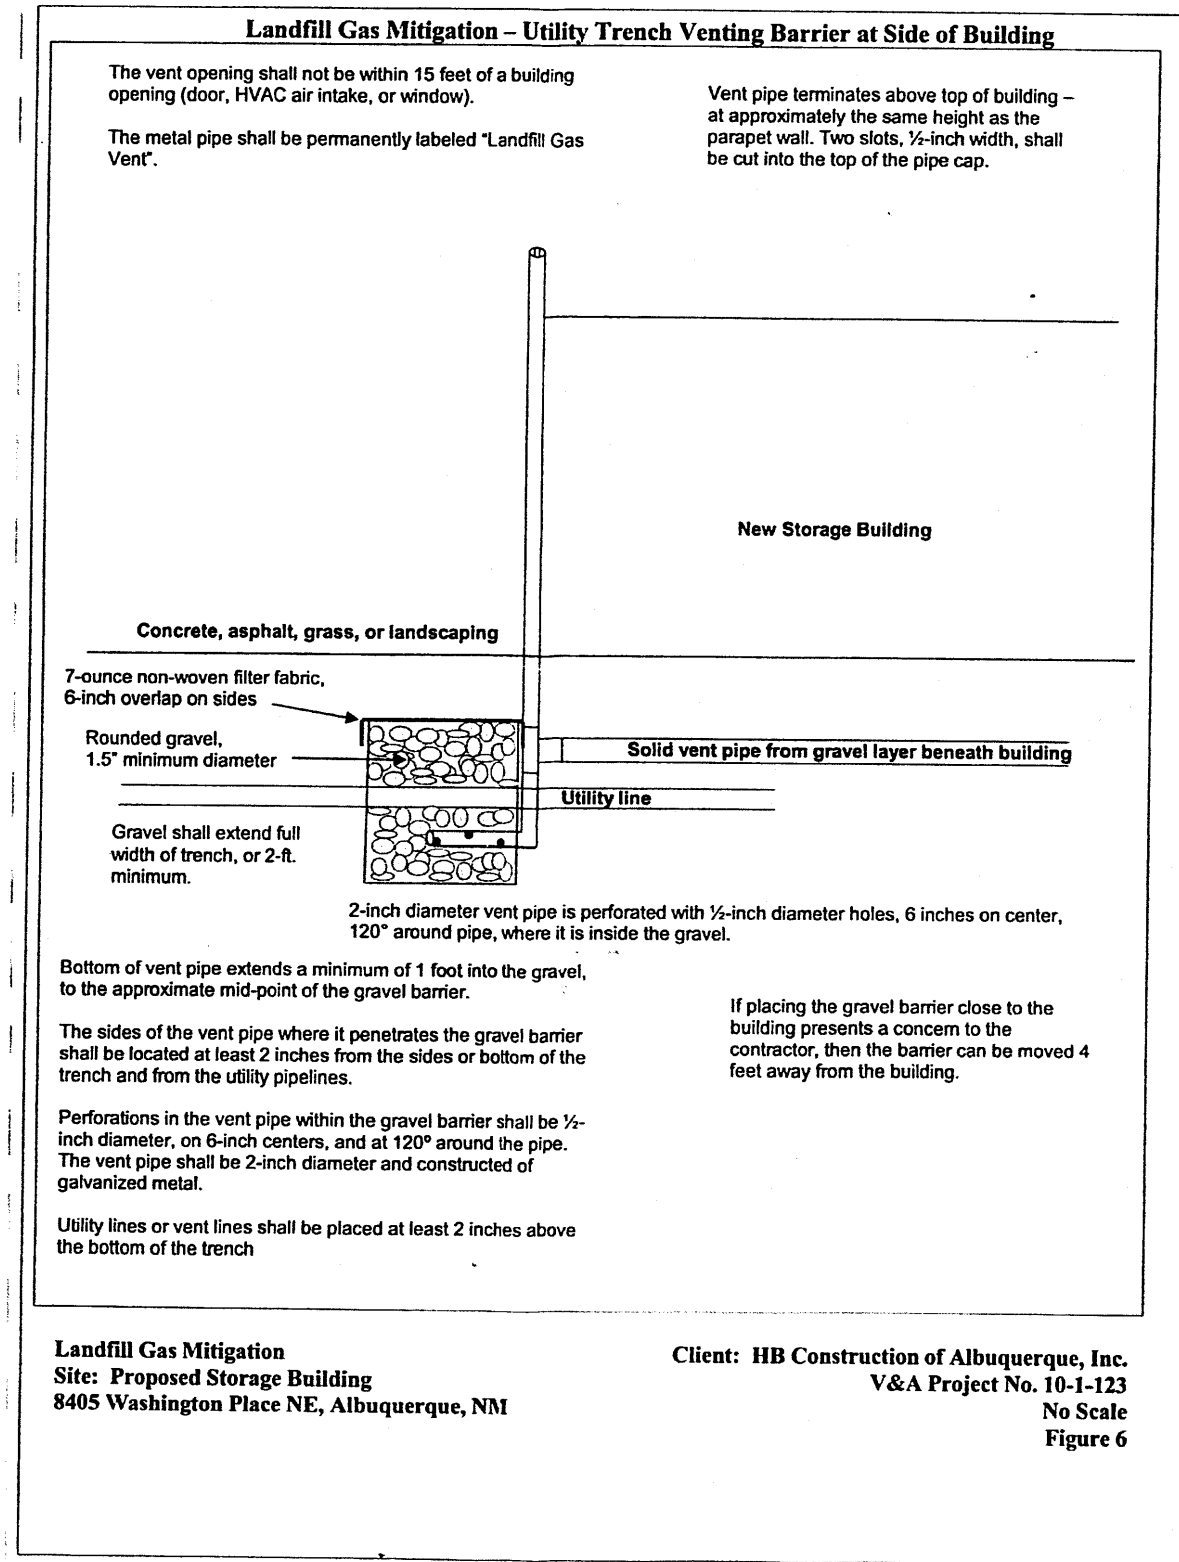 Landfill Gas Mitigation – Utility Trench Venting Barrier at Side of Building
The vent opening shall not be within 15 feet of a building
opening (door, HVAC air intake, or window).
The metal pipe shall be permanently labeled "Landfill Gas
Vent".
Vent pipe terminates above top of building –
at approximately the same height as the
parapet wall. Two slots, ½-inch width, shall
be cut into the top of the pipe cap.
New Storage Building
Concrete, asphalt, grass, or landscaping
7-ounce non-woven filter fabric,
6-inch overlap on sides
Rounded gravel,
1.5" minimum diameter
Solid vent pipe from gravel layer beneath building
Utility line
Gravel shall extend full
width of trench, or 2-ft.
minimum.
2-inch diameter vent pipe is perforated with ½-inch diameter holes, 6 inches on center,
120° around pipe, where it is inside the gravel.
Bottom of vent pipe extends a minimum of 1 foot into the gravel,
to the approximate mid-point of the gravel barrier.
The sides of the vent pipe where it penetrates the gravel barrier
shall be located at least 2 inches from the sides or bottom of the
trench and from the utility pipelines.
Perforations in the vent pipe within the gravel barrier shall be ½-
inch diameter, on 6-inch centers, and at 120° around the pipe.
The vent pipe shall be 2-inch diameter and constructed of
galvanized metal.
Utility lines or vent lines shall be placed at least 2 inches above
the bottom of the trench
If placing the gravel barrier close to the
building presents a concern to the
contractor, then the barrier can be moved 4
feet away from the building.
Landfill Gas Mitigation
Site: Proposed Storage Building
8405 Washington Place NE, Albuquerque, NM
Client: HB Construction of Albuquerque, Inc.
V&A Project No. 10-1-123
No Scale
Figure 6